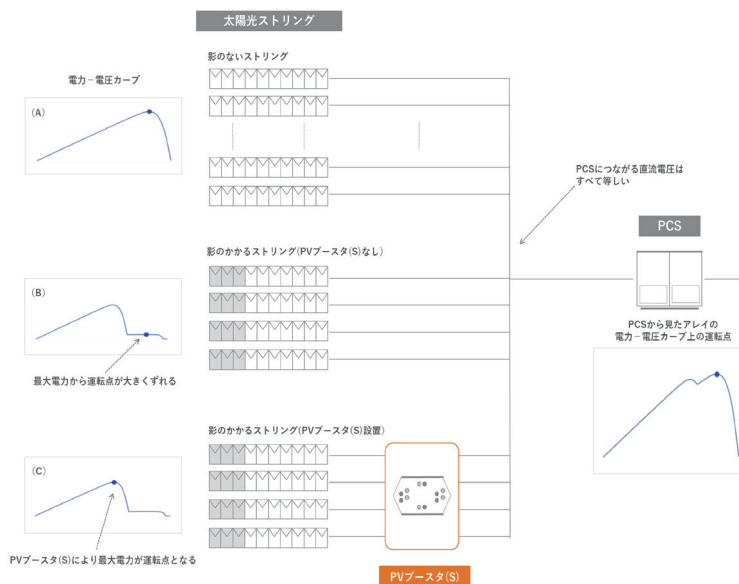 太陽光ストリング
影のないストリング
電力－電圧カーブ
(A)
PCSにつながる直流電圧は
すべて等しい
PCS
影のかかるストリング(PVブースタ(S)なし)
(B)
最大電力から運転点が大きくずれる
PCSから見たアレイの
電力－電圧カーブ上の運転点
影のかかるストリング(PVブースタ(S)設置)
(C)
PVブースタ(S)により最大電力が運転点となる
PVブースタ(S)